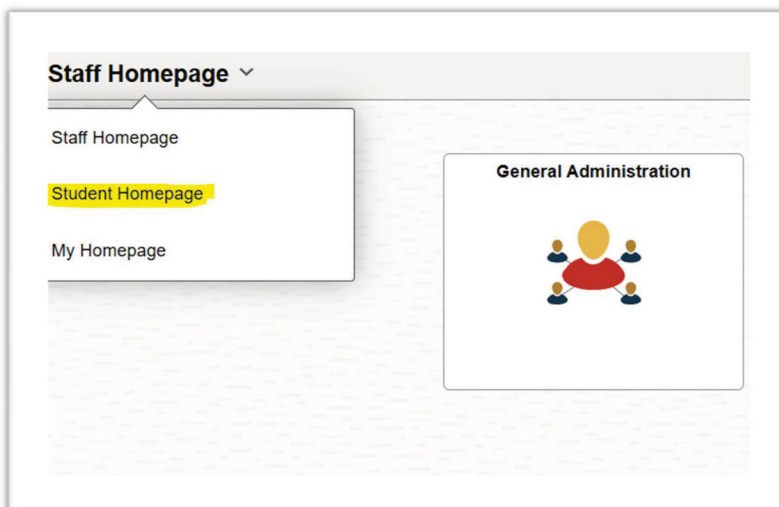 Staff Homepage
Staff Homepage
General Administration
Student Homepage
My Homepage